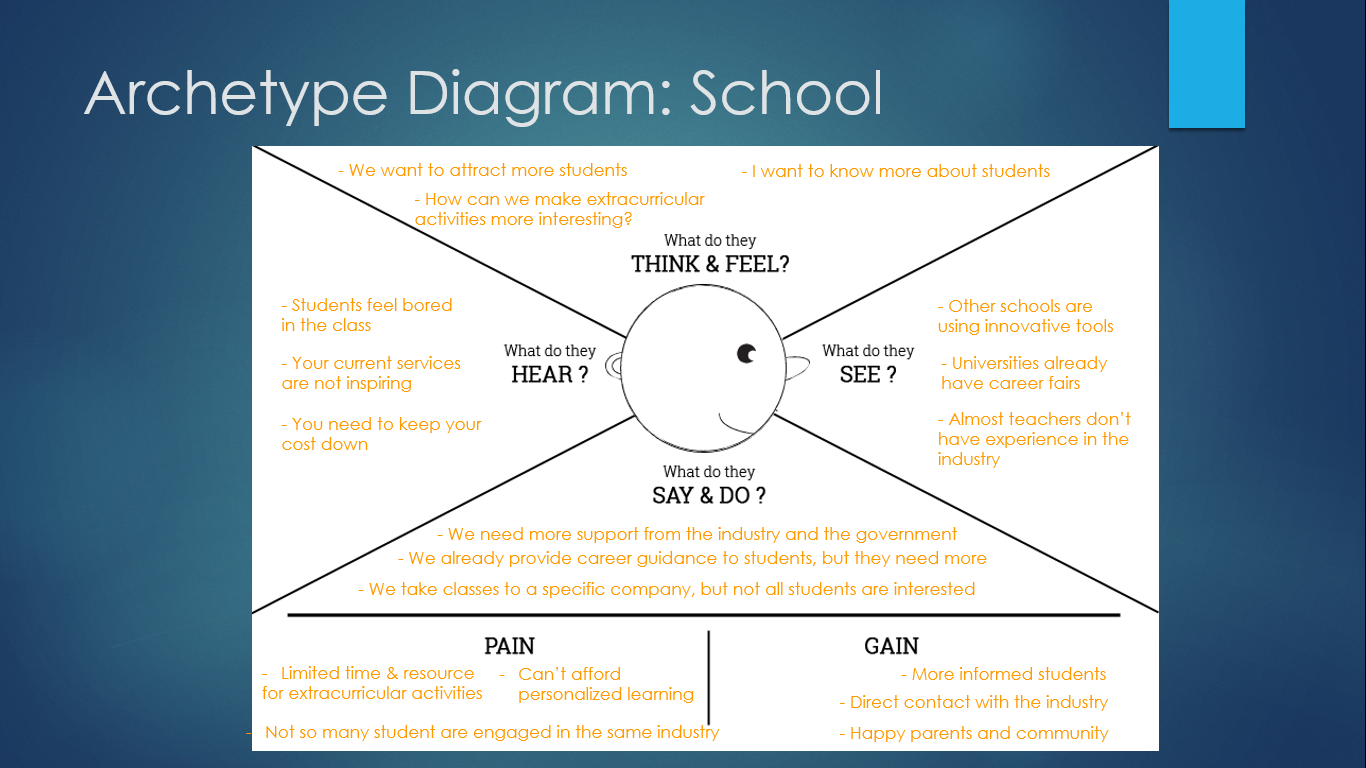 Archetype Diagram: School
- We want to attract more students
- I want to know more about students
- How can we make extracurricular
activities more interesting?
What do they
THINK & FEEL?
- Students feel bored
in the class
- Your current services
are not inspiring
- You need to keep your
cost down
What do they
HEAR ?
What do they
SEE ?
- Other schools are
using innovative tools
- Universities already
have career fairs
- Almost teachers don't
have experience in the
industry
What do they
SAY & DO ?
- We need more support from the industry and the government
- We already provide career guidance to students, but they need more
- We take classes to a specific company, but not all students are interested
PAIN
- Limited time & resource
for extracurricular activities
- Can't afford
personalized learning
- Not so many student are engaged in the same industry
GAIN
- More informed students
- Direct contact with the industry
- Happy parents and community